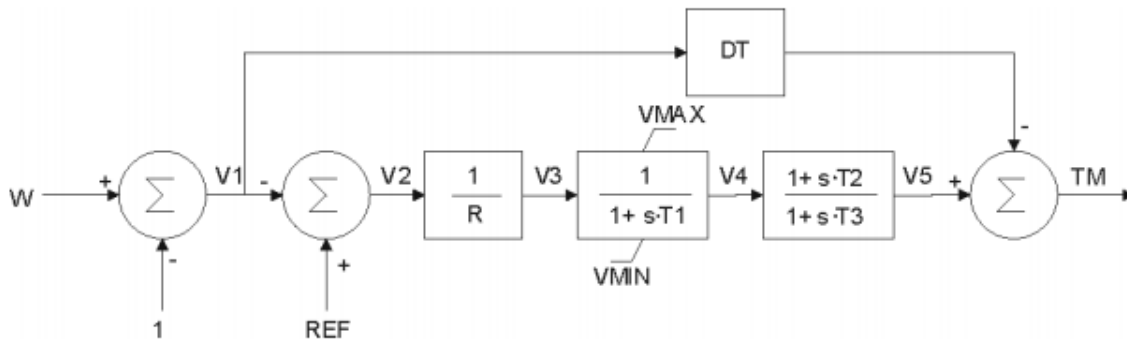 DT
VMAX
W
+
Σ
V1
-
Σ
V2
1
R
V3
1
1+ s·T1
V4
1+ s·T2
1+ s·T3
V5
+
-
Σ
TM
VMIN
-
+
1
REF